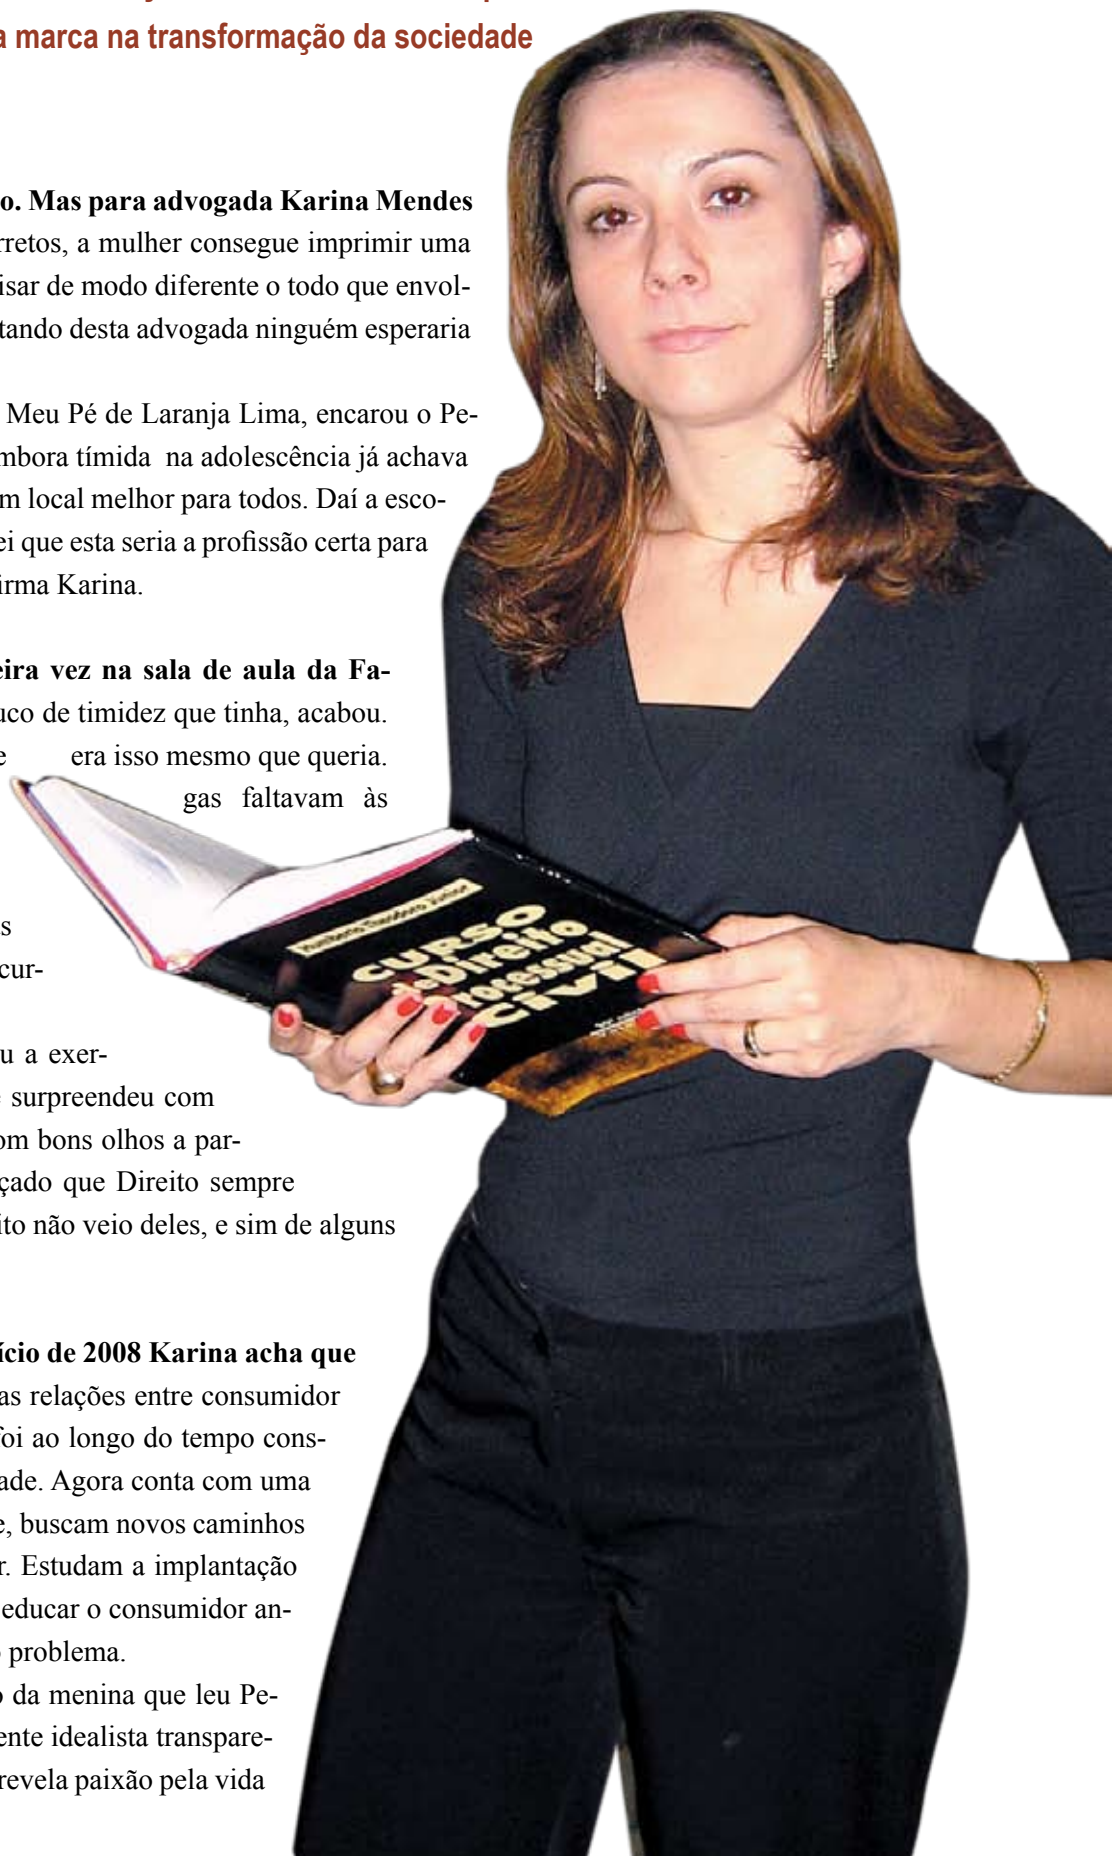 a marca na transformação da sociedade
o. Mas para advogada Karina Mendes
rretos, a mulher consegue imprimir uma
isar de modo diferente o todo que envol-
tando desta advogada ninguém esperaria
Meu Pé de Laranja Lima, encarou o Pe-
mbora tímida na adolescência já achava
m local melhor para todos. Daí a esco-
ei que esta seria a profissão certa para
irma Karina.
eira vez na sala de aula da Fa-
uco de timidez que tinha, acabou.
e era isso mesmo que queria.
gas faltavam às
s
cur-
u a exer-
e surpreendeu com
om bons olhos a par-
çado que Direito sempre
ito não veio deles, e sim de alguns
ício de 2008 Karina acha que
as relações entre consumidor
foi ao longo do tempo cons-
ade. Agora conta com uma
e, buscam novos caminhos
r. Estudam a implantação
educar o consumidor an-
o problema.
o da menina que leu Pe-
ente idealista transpare-
revela paixão pela vida
Humberto Theodoro Júnior
CURSO
de Direito
Processual
Civil